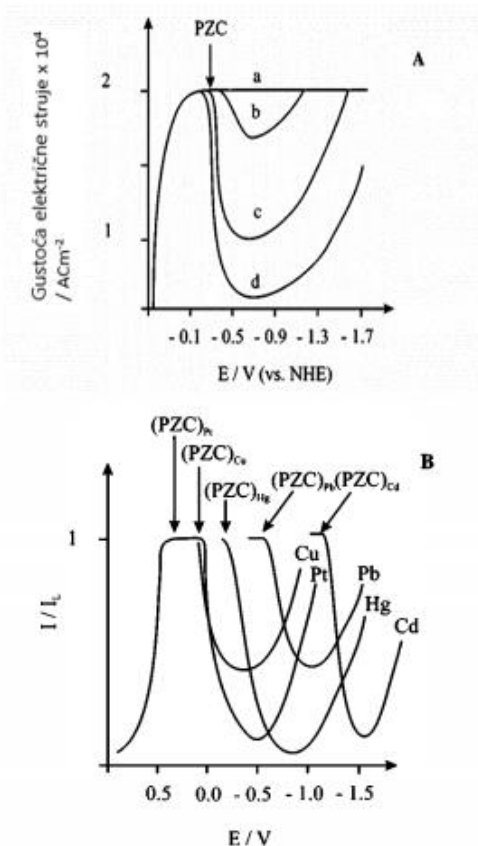 PZC
A
a
2
b
1
c
d
Gustoća električne struje x 10⁴
/ ACm⁻²
- 0.1 - 0.5 - 0.9 - 1.3 - 1.7
E / V (vs. NHE)
(PZC)Pt
B
(PZC)Cu
(PZC)Hg
(PZC)Pb (PZC)Cd
1
Cu
Pt
Pb
Hg
Cd
I / I_L
0.5 0.0 - 0.5 - 1.0 - 1.5
E / V